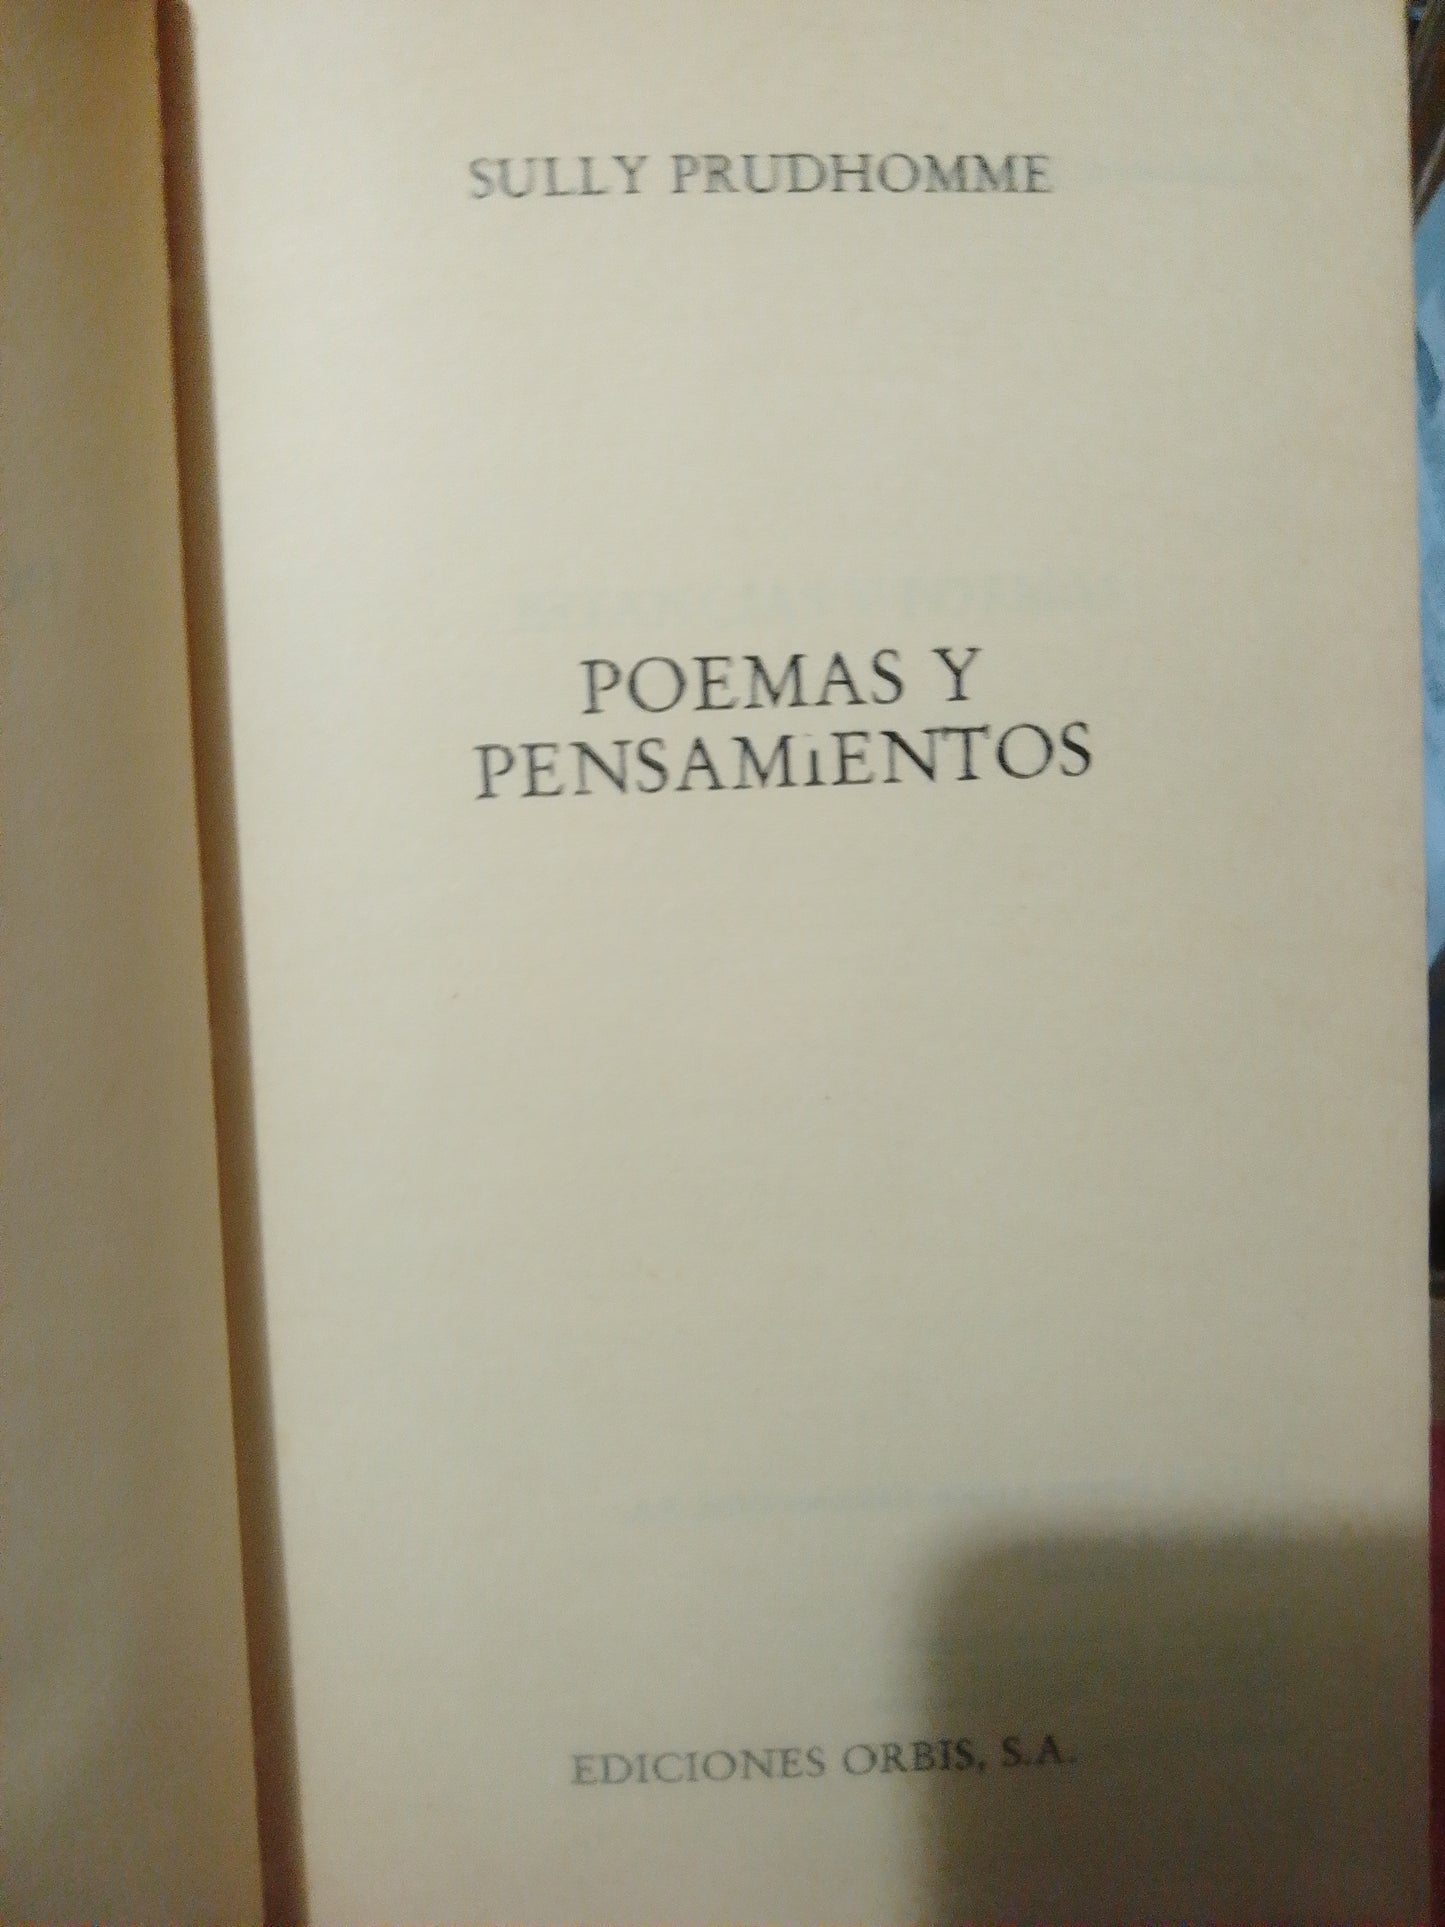 SULLY PRUDHOMME
POEMAS Y
PENSAMiENTOS
EDICIONES ORBIS, S.A.